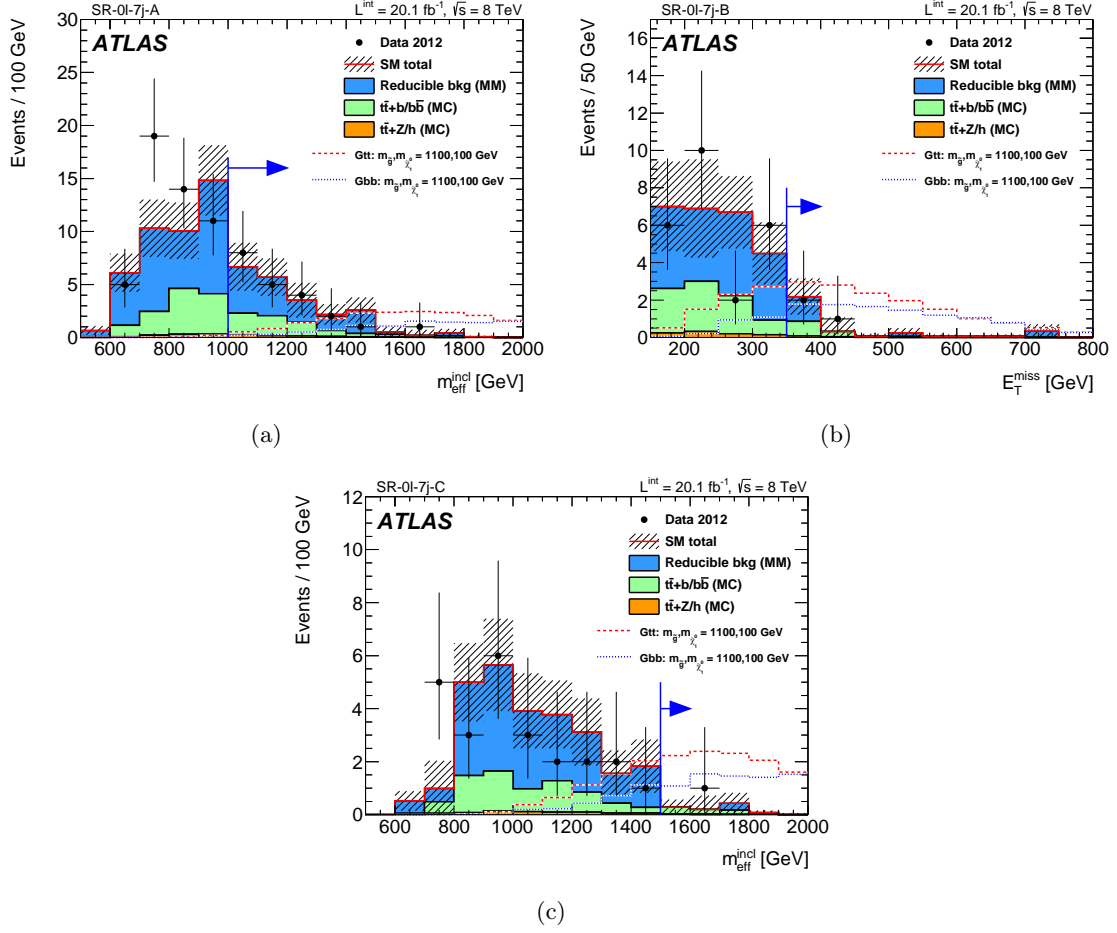 SR-0l-7j-A
L^int = 20.1 fb^-1, √s = 8 TeV
ATLAS
Data 2012
SM total
Reducible bkg (MM)
tt̄+b/bb̄ (MC)
tt̄+Z/h (MC)
Gtt: m_g̃,m_χ̃₁⁰ = 1100,100 GeV
Gbb: m_g̃,m_χ̃₁⁰ = 1100,100 GeV
Events / 100 GeV
30
25
20
15
10
5
0
600 800 1000 1200 1400 1600 1800 2000
m_eff^incl [GeV]
(a)
SR-0l-7j-B
L^int = 20.1 fb^-1, √s = 8 TeV
ATLAS
Data 2012
SM total
Reducible bkg (MM)
tt̄+b/bb̄ (MC)
tt̄+Z/h (MC)
Gtt: m_g̃,m_χ̃₁⁰ = 1100,100 GeV
Gbb: m_g̃,m_χ̃₁⁰ = 1100,100 GeV
Events / 50 GeV
16
14
12
10
8
6
4
2
0
200 300 400 500 600 700 800
E_T^miss [GeV]
(b)
SR-0l-7j-C
L^int = 20.1 fb^-1, √s = 8 TeV
ATLAS
Data 2012
SM total
Reducible bkg (MM)
tt̄+b/bb̄ (MC)
tt̄+Z/h (MC)
Gtt: m_g̃,m_χ̃₁⁰ = 1100,100 GeV
Gbb: m_g̃,m_χ̃₁⁰ = 1100,100 GeV
Events / 100 GeV
12
10
8
6
4
2
0
600 800 1000 1200 1400 1600 1800 2000
m_eff^incl [GeV]
(c)